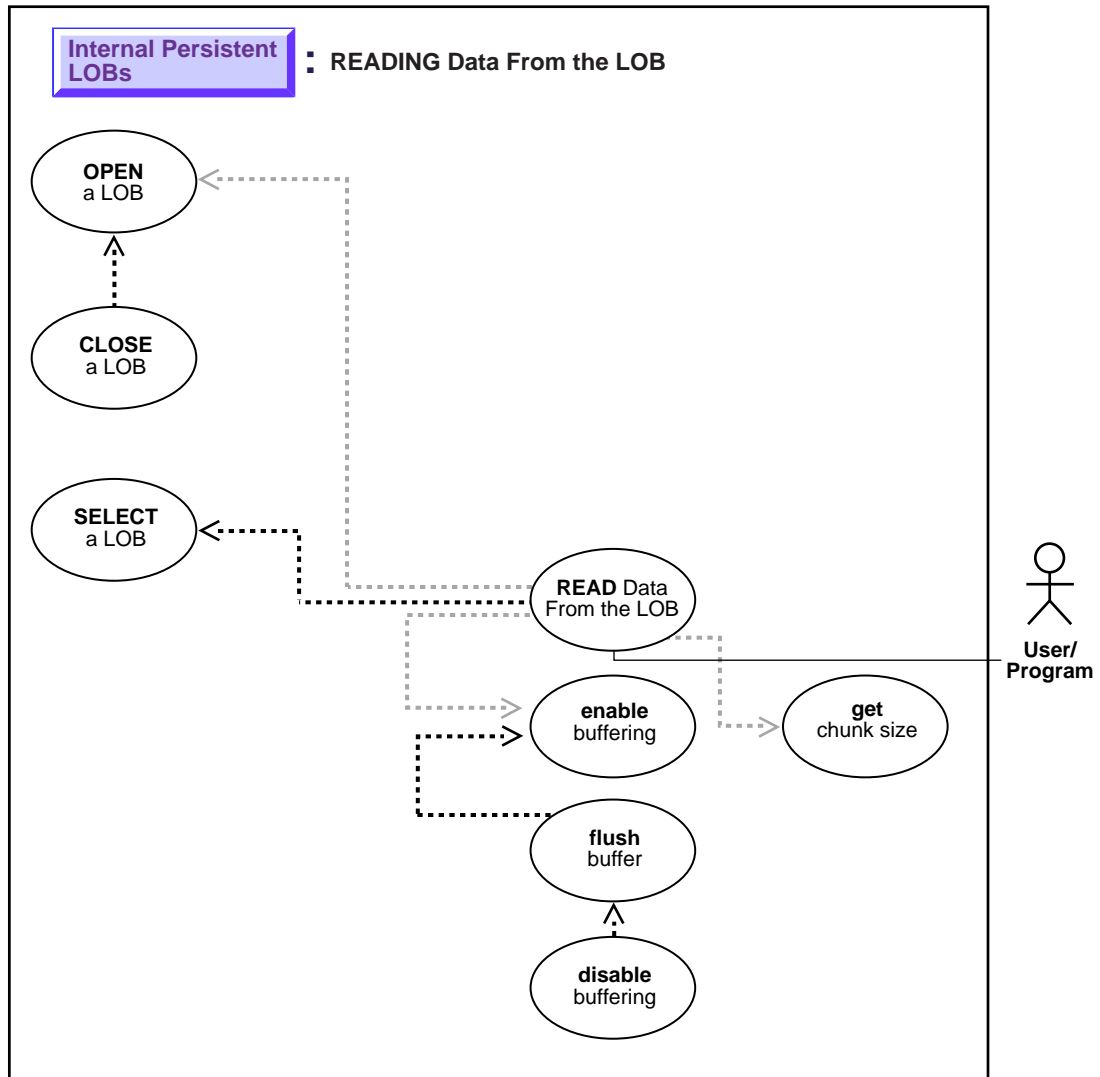 Internal Persistent
LOBs
: READING Data From the LOB
OPEN
a LOB
CLOSE
a LOB
SELECT
a LOB
READ Data
From the LOB
User/
Program
enable
buffering
get
chunk size
flush
buffer
disable
buffering